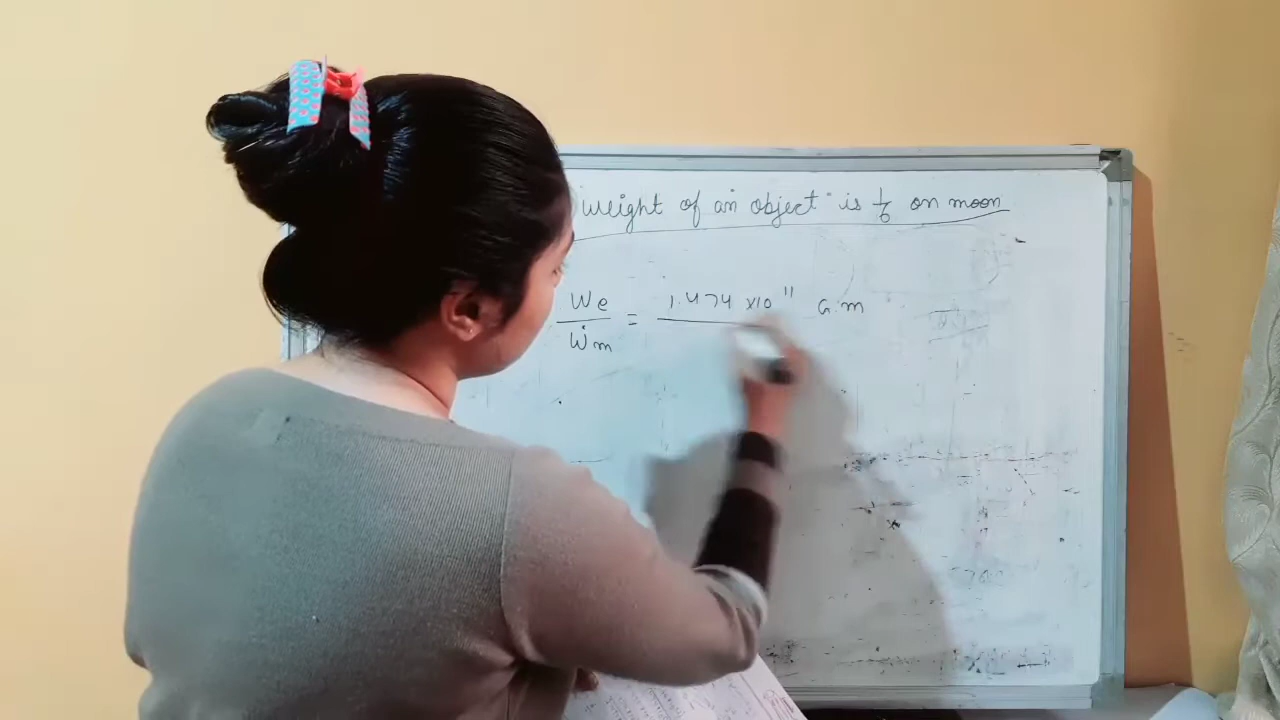 weight of an object" is 1/6 on moon
We/Wm = 1.474 x10^11 G.m